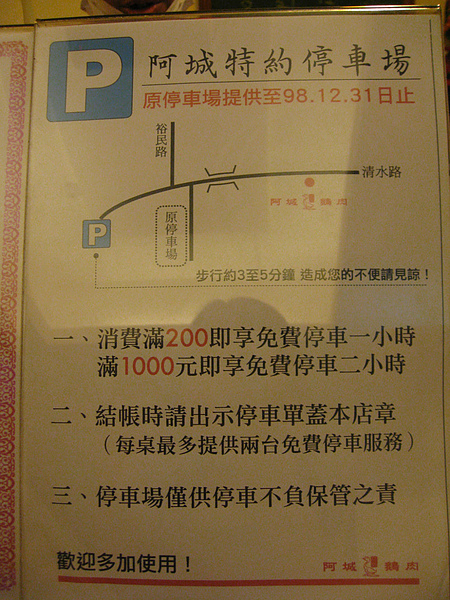 P 阿城特約停車場
原停車場提供至98.12.31日止
裕民路
清水路
阿城鵝肉
P
原停車場
步行約3至5分鐘 造成您的不便請見諒！
一、消費滿200即享免費停車一小時
滿1000元即享免費停車二小時
二、結帳時請出示停車單蓋本店章
（每桌最多提供兩台免費停車服務）
三、停車場僅供停車不負保管之責
歡迎多加使用！
阿城鵝肉